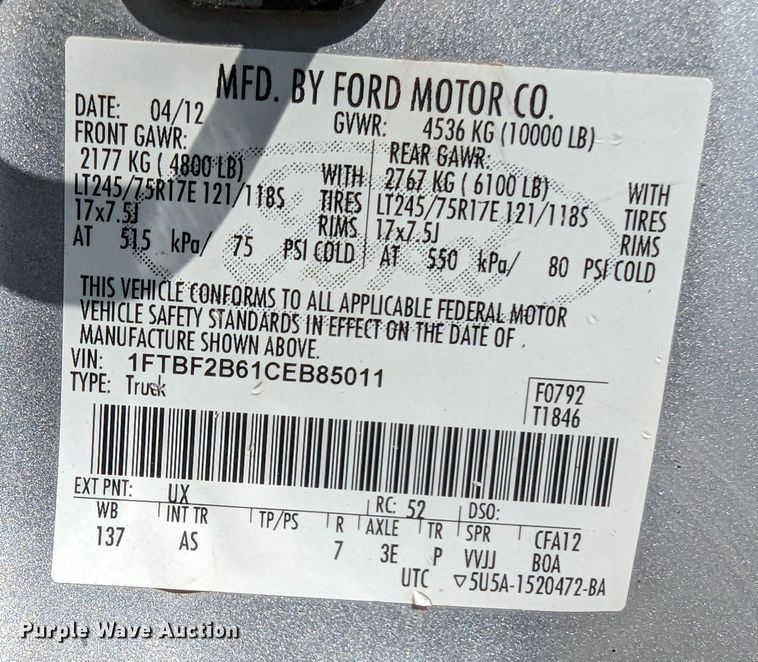 MFD. BY FORD MOTOR CO.
DATE: 04/12 GVWR: 4536 KG (10000 LB)
FRONT GAWR: REAR GAWR:
2177 KG ( 4800 LB) WITH 2767 KG ( 6100 LB) WITH
LT245/75R17E 121/118S TIRES LT245/75R17E 121/118S TIRES
17x7.5J RIMS 17x7.5J RIMS
AT 515 kPa/ 75 PSI COLD AT 550 kPa/ 80 PSI COLD
THIS VEHICLE CONFORMS TO ALL APPLICABLE FEDERAL MOTOR
VEHICLE SAFETY STANDARDS IN EFFECT ON THE DATE OF
MANUFACTURE SHOWN ABOVE.
VIN: 1FTBF2B61CEB85011
TYPE: Truck
F0792
T1846
EXT PNT: UX RC: 52 DSO:
WB INT TR TP/PS R AXLE TR SPR CFA12
137 AS 7 3E P VVJJ BOA
UTC ▽5U5A-1520472-BA
Purple Wave Auction